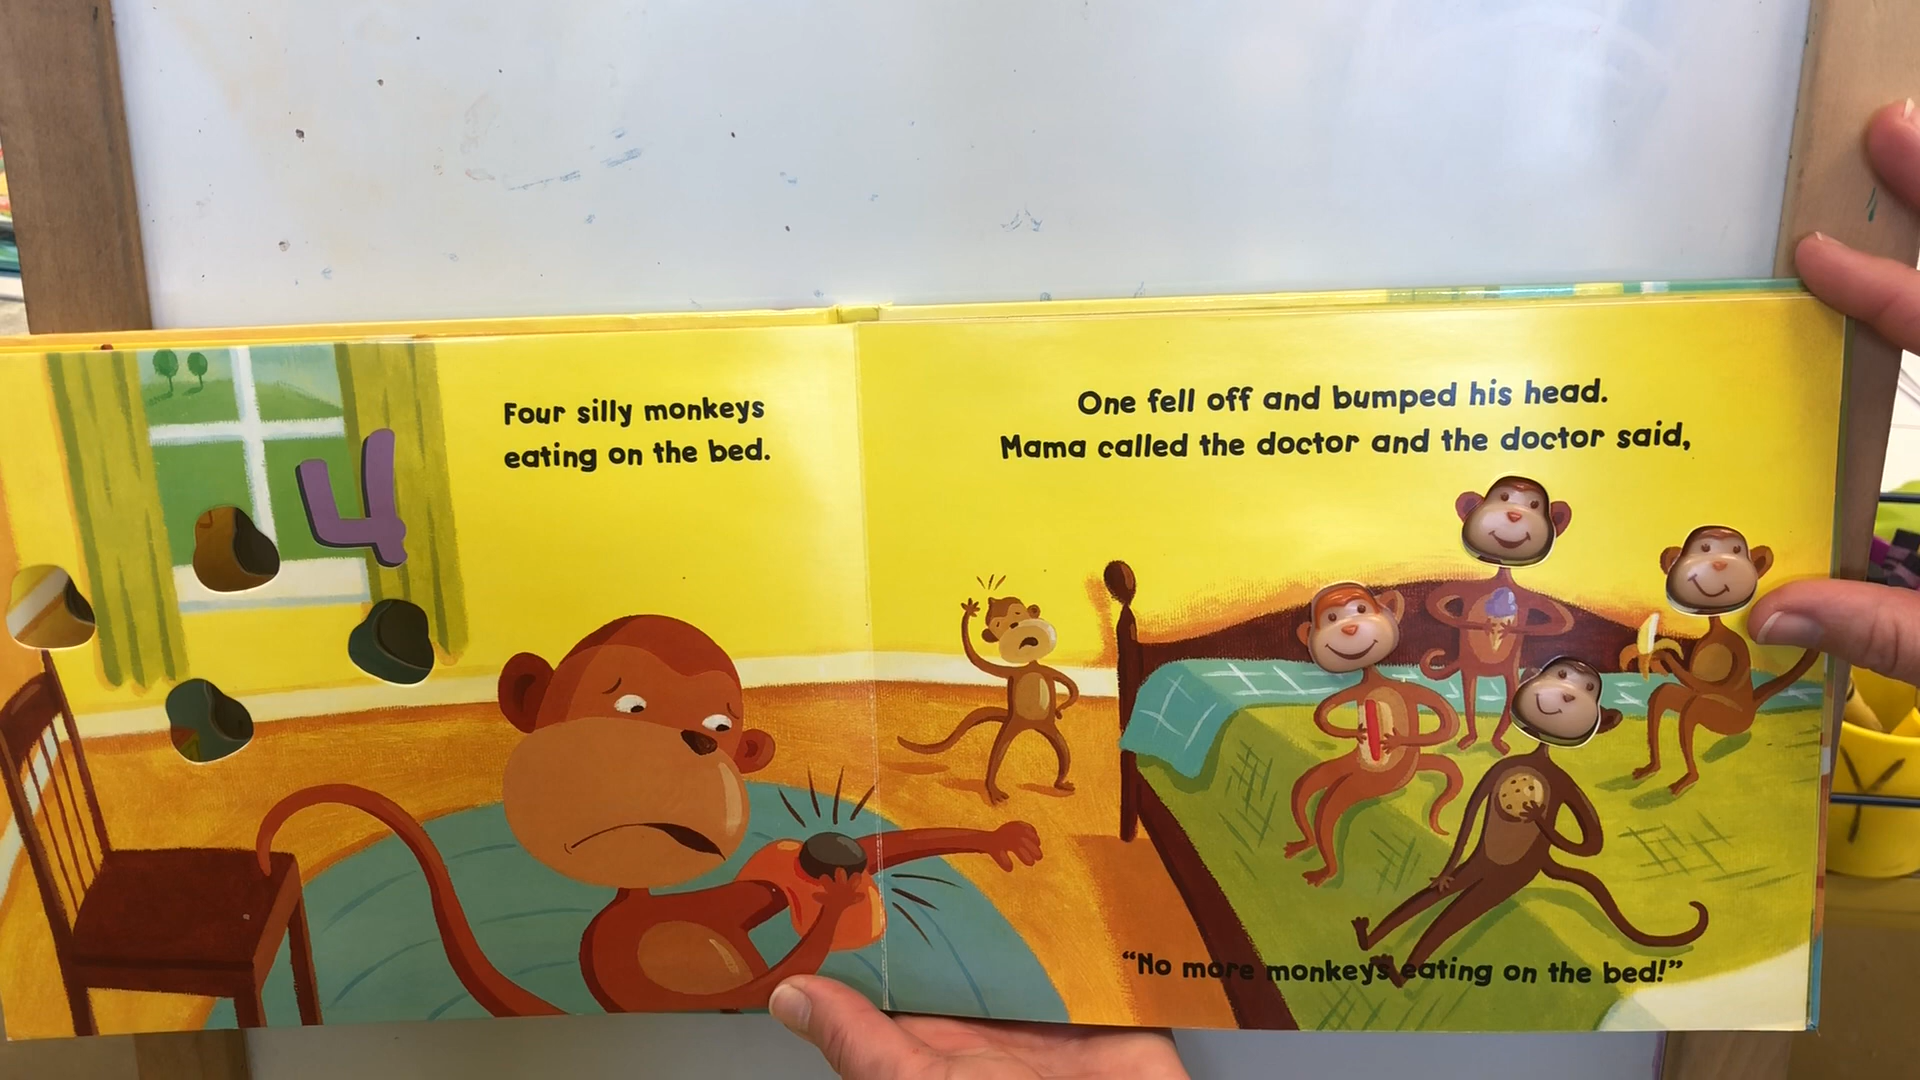 4
Four silly monkeys
eating on the bed.
One fell off and bumped his head.
Mama called the doctor and the doctor said,
“No more monkeys eating on the bed!”